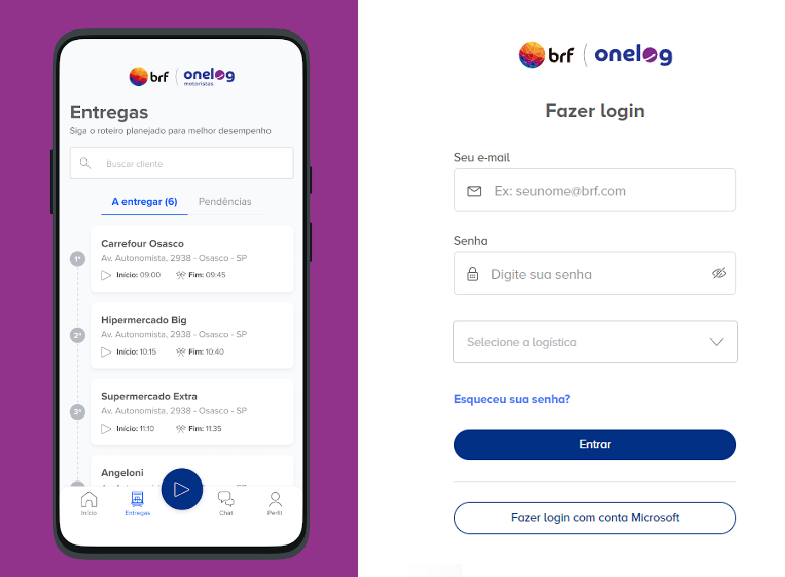 brf onelog
motoristas
Entregas
Siga o roteiro planejado para melhor desempenho
Buscar cliente
A entregar (6) Pendências
1º
Carrefour Osasco
Av. Autonomista, 2938 - Osasco - SP
Início: 09:00 Fim: 09:45
2º
Hipermercado Big
Av. Autonomista, 2938 - Osasco - SP
Início: 10:15 Fim: 10:40
3º
Supermercado Extra
Av. Autonomista, 2938 - Osasco - SP
Início: 11:10 Fim: 11:35
Angeloni
Início Entregas Chat Perfil
brf onelog
Fazer login
Seu e-mail
Ex: seunome@brf.com
Senha
Digite sua senha
Selecione a logística
Esqueceu sua senha?
Entrar
Fazer login com conta Microsoft